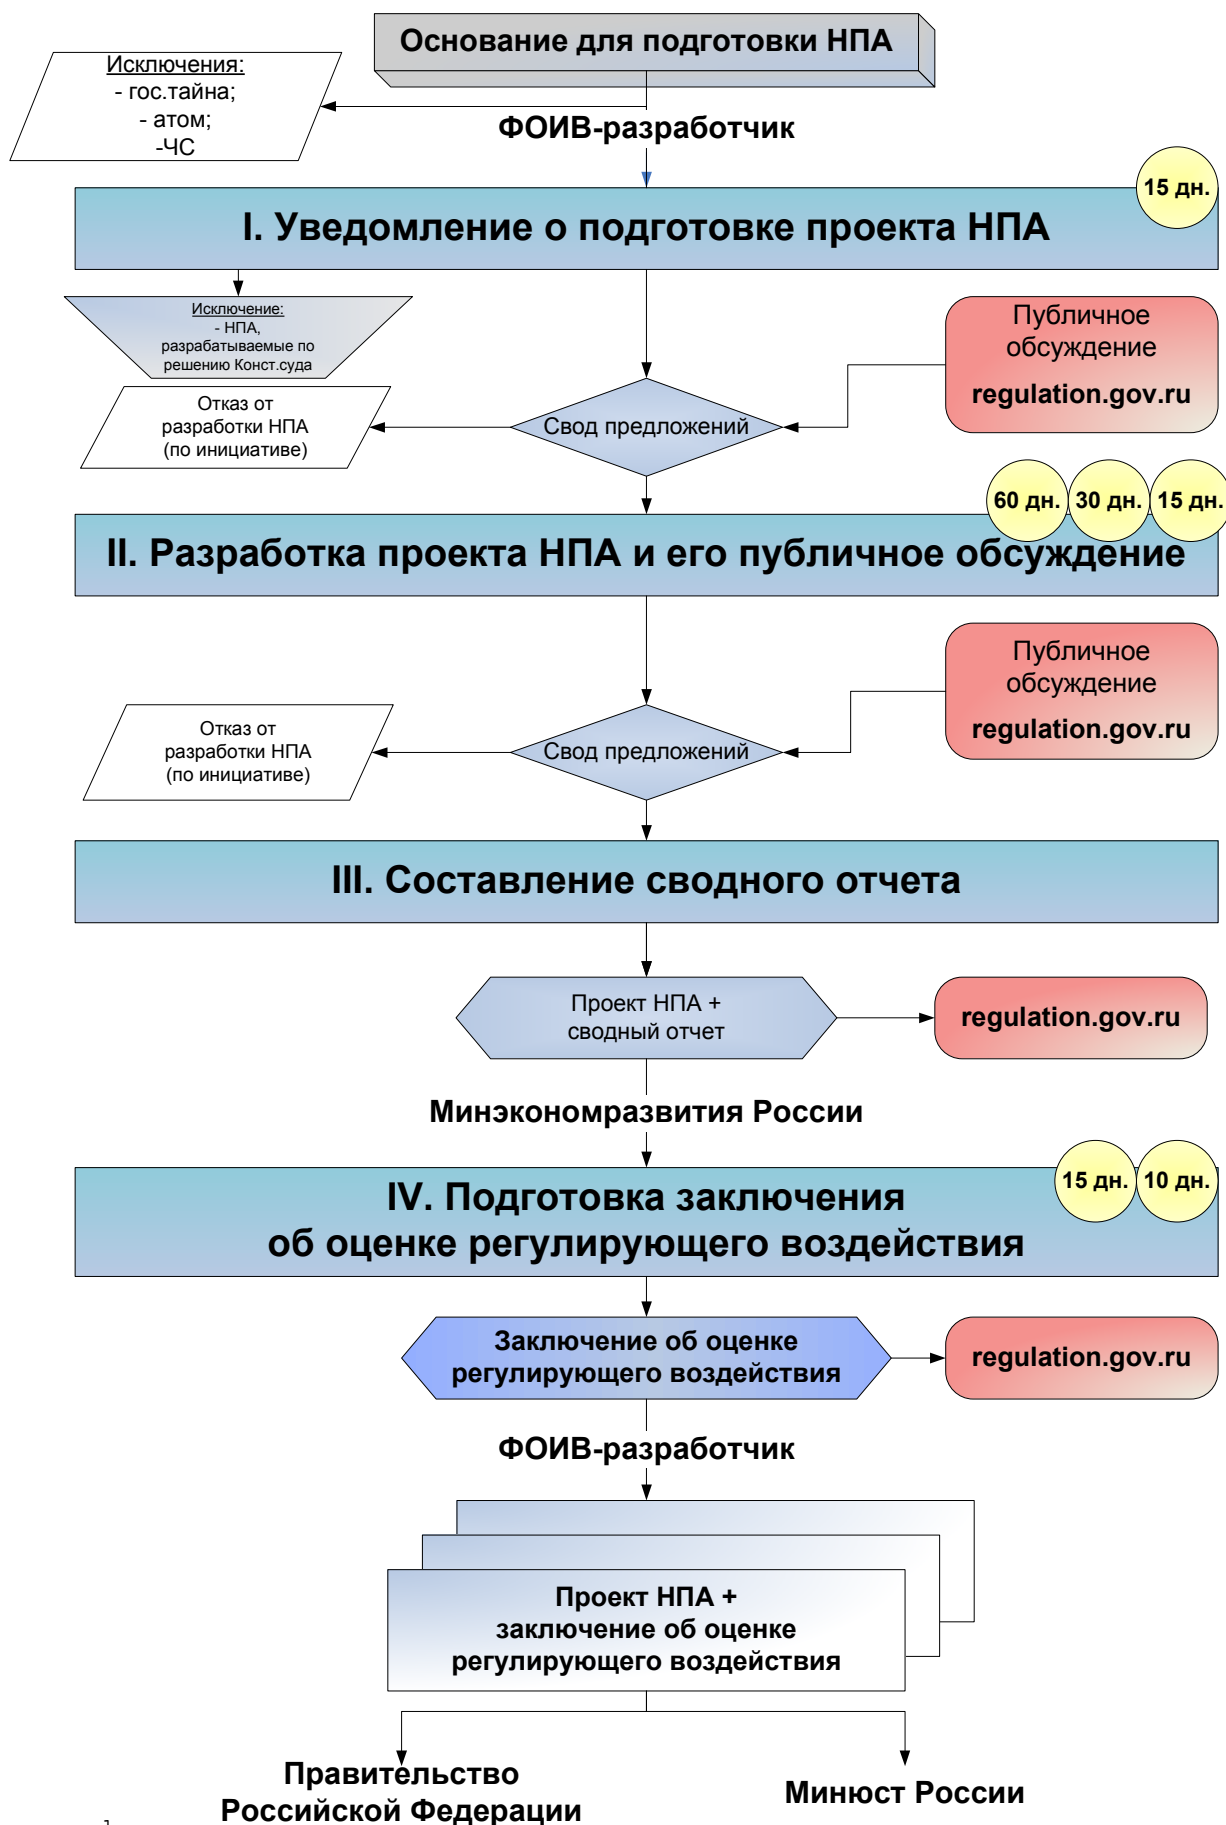 Основание для подготовки НПА
Исключения:
- гос.тайна;
- атом;
-ЧС
ФОИВ-разработчик
15 дн.
I. Уведомление о подготовке проекта НПА
Исключение:
- НПА,
разрабатываемые по
решению Конст.суда
Публичное
обсуждение
regulation.gov.ru
Отказ от
разработки НПА
(по инициативе)
Свод предложений
60 дн.
30 дн.
15 дн.
II. Разработка проекта НПА и его публичное обсуждение
Публичное
обсуждение
regulation.gov.ru
Отказ от
разработки НПА
(по инициативе)
Свод предложений
III. Составление сводного отчета
Проект НПА +
сводный отчет
regulation.gov.ru
Минэкономразвития России
15 дн.
10 дн.
IV. Подготовка заключения
об оценке регулирующего воздействия
Заключение об оценке
регулирующего воздействия
regulation.gov.ru
ФОИВ-разработчик
Проект НПА +
заключение об оценке
регулирующего воздействия
Правительство
Российской Федерации
Минюст России
1